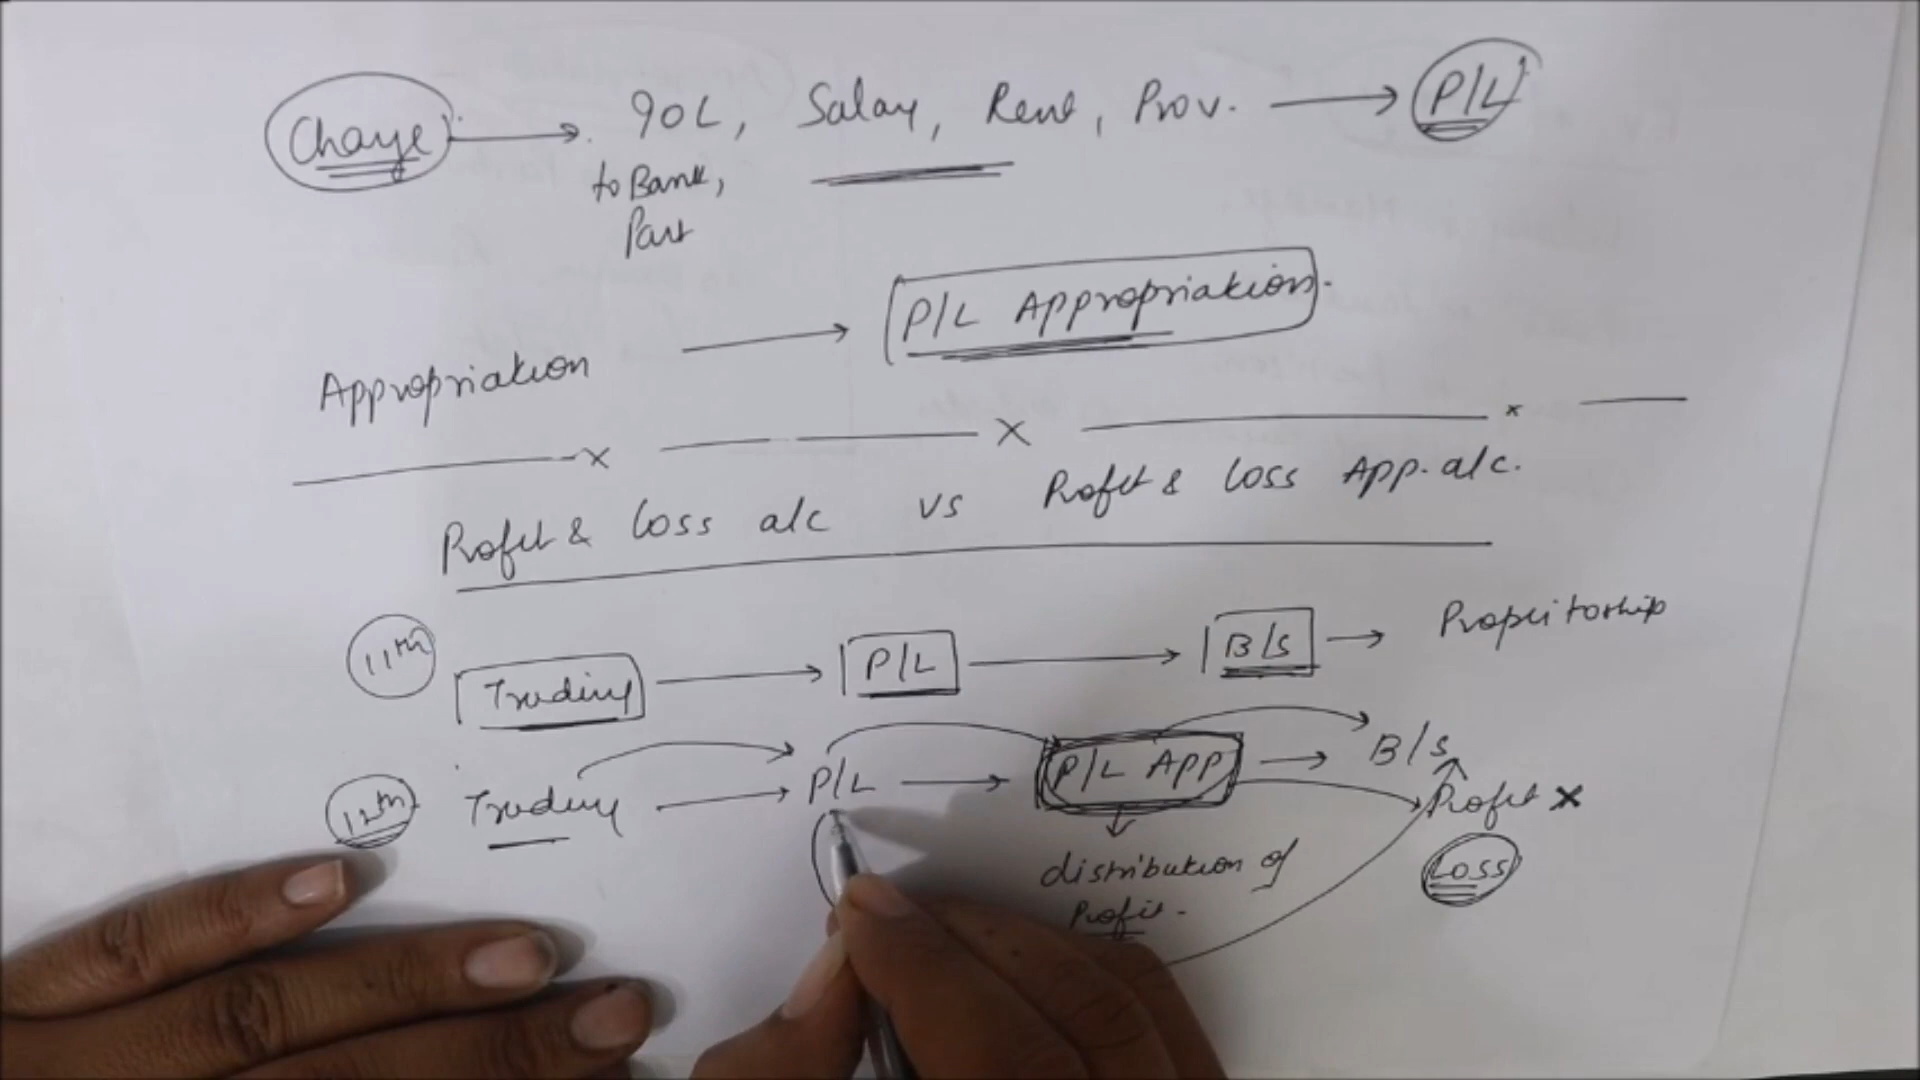 Charge → IOL, Salary, Rent, Prov. → P/L
to Bank,
Part
Appropriation → P/L Appropriation.
x x x
Profit & loss a/c vs Profit & loss App. a/c.
11th Trading → P/L → B/S → Propritorship
12th Trading → P/L → P/L App → B/S
Profit x
distribution of Loss
Profit.